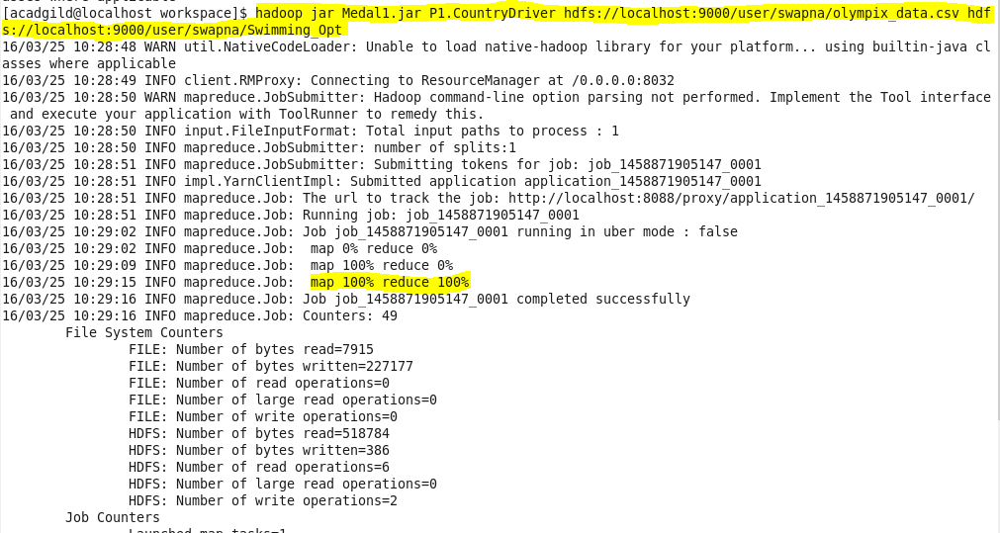 [acadgild@localhost workspace]$ hadoop jar Medal1.jar P1.CountryDriver hdfs://localhost:9000/user/swapna/olympix_data.csv hdf
s://localhost:9000/user/swapna/Swimming_Opt
16/03/25 10:28:48 WARN util.NativeCodeLoader: Unable to load native-hadoop library for your platform... using builtin-java cl
asses where applicable
16/03/25 10:28:49 INFO client.RMProxy: Connecting to ResourceManager at /0.0.0.0:8032
16/03/25 10:28:50 WARN mapreduce.JobSubmitter: Hadoop command-line option parsing not performed. Implement the Tool interface
 and execute your application with ToolRunner to remedy this.
16/03/25 10:28:50 INFO input.FileInputFormat: Total input paths to process : 1
16/03/25 10:28:50 INFO mapreduce.JobSubmitter: number of splits:1
16/03/25 10:28:51 INFO mapreduce.JobSubmitter: Submitting tokens for job: job_1458871905147_0001
16/03/25 10:28:51 INFO impl.YarnClientImpl: Submitted application application_1458871905147_0001
16/03/25 10:28:51 INFO mapreduce.Job: The url to track the job: http://localhost:8088/proxy/application_1458871905147_0001/
16/03/25 10:28:51 INFO mapreduce.Job: Running job: job_1458871905147_0001
16/03/25 10:29:02 INFO mapreduce.Job: Job job_1458871905147_0001 running in uber mode : false
16/03/25 10:29:02 INFO mapreduce.Job:  map 0% reduce 0%
16/03/25 10:29:09 INFO mapreduce.Job:  map 100% reduce 0%
16/03/25 10:29:15 INFO mapreduce.Job:  map 100% reduce 100%
16/03/25 10:29:16 INFO mapreduce.Job: Job job_1458871905147_0001 completed successfully
16/03/25 10:29:16 INFO mapreduce.Job: Counters: 49
File System Counters
FILE: Number of bytes read=7915
FILE: Number of bytes written=227177
FILE: Number of read operations=0
FILE: Number of large read operations=0
FILE: Number of write operations=0
HDFS: Number of bytes read=518784
HDFS: Number of bytes written=386
HDFS: Number of read operations=6
HDFS: Number of large read operations=0
HDFS: Number of write operations=2
Job Counters
Launched map tasks=1